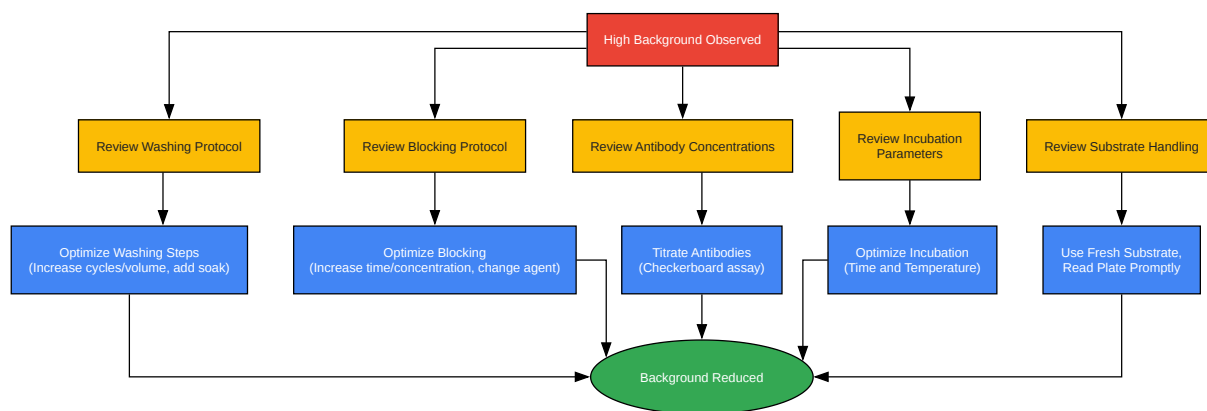 High Background Observed
Review Washing Protocol
Review Blocking Protocol
Review Antibody Concentrations
Review Incubation
Parameters
Review Substrate Handling
Optimize Washing Steps
(Increase cycles/volume, add soak)
Optimize Blocking
(Increase time/concentration, change agent)
Titrate Antibodies
(Checkerboard assay)
Optimize Incubation
(Time and Temperature)
Use Fresh Substrate,
Read Plate Promptly
Background Reduced